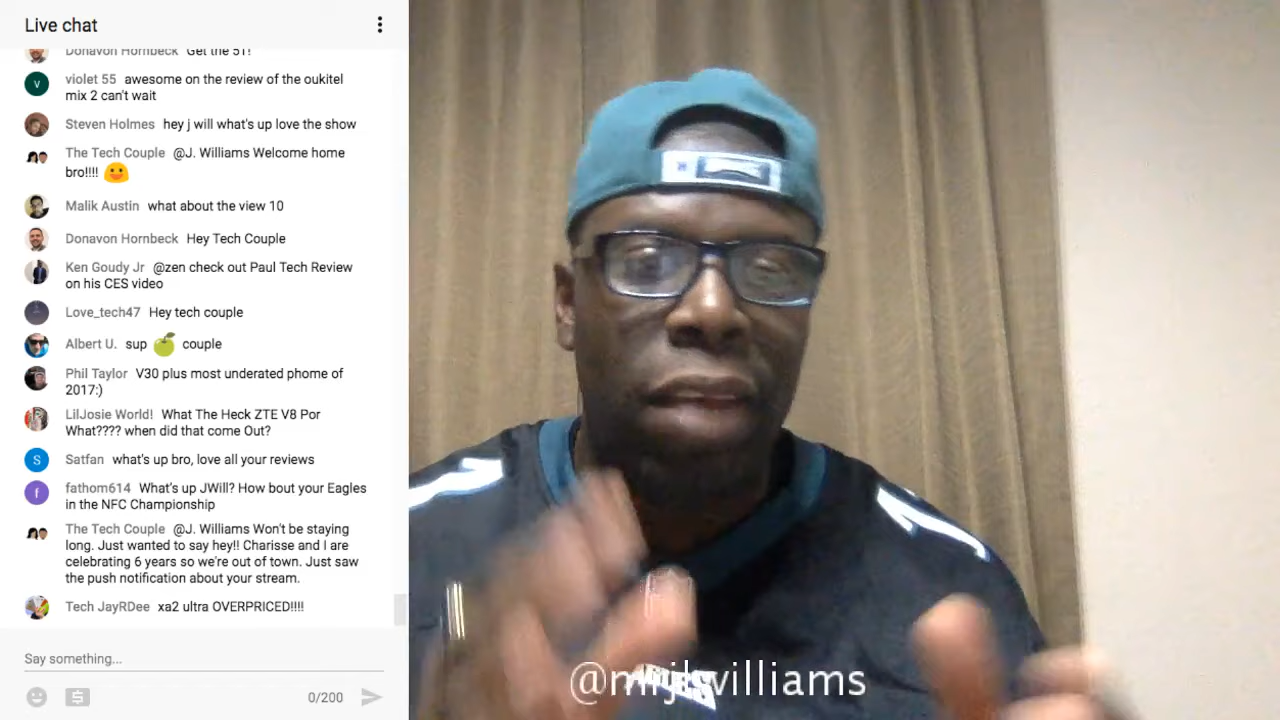 Live chat
Donavon Hornbeck Get the 5T!
violet 55 awesome on the review of the oukitel
mix 2 can't wait
Steven Holmes hey j will what's up love the show
The Tech Couple @J. Williams Welcome home
bro!!!!
Malik Austin what about the view 10
Donavon Hornbeck Hey Tech Couple
Ken Goudy Jr @zen check out Paul Tech Review
on his CES video
Love_tech47 Hey tech couple
Albert U. sup couple
Phil Taylor V30 plus most underated phome of
2017:)
LilJosie World! What The Heck ZTE V8 Por
What???? when did that come Out?
S
Satfan what's up bro, love all your reviews
f
fathom614 What's up JWill? How bout your Eagles
in the NFC Championship
The Tech Couple @J. Williams Won't be staying
long. Just wanted to say hey!! Charisse and I are
celebrating 6 years so we're out of town. Just saw
the push notification about your stream.
Tech JayRDee xa2 ultra OVERPRICED!!!!
Say something...
0/200
@mrjlwilliams